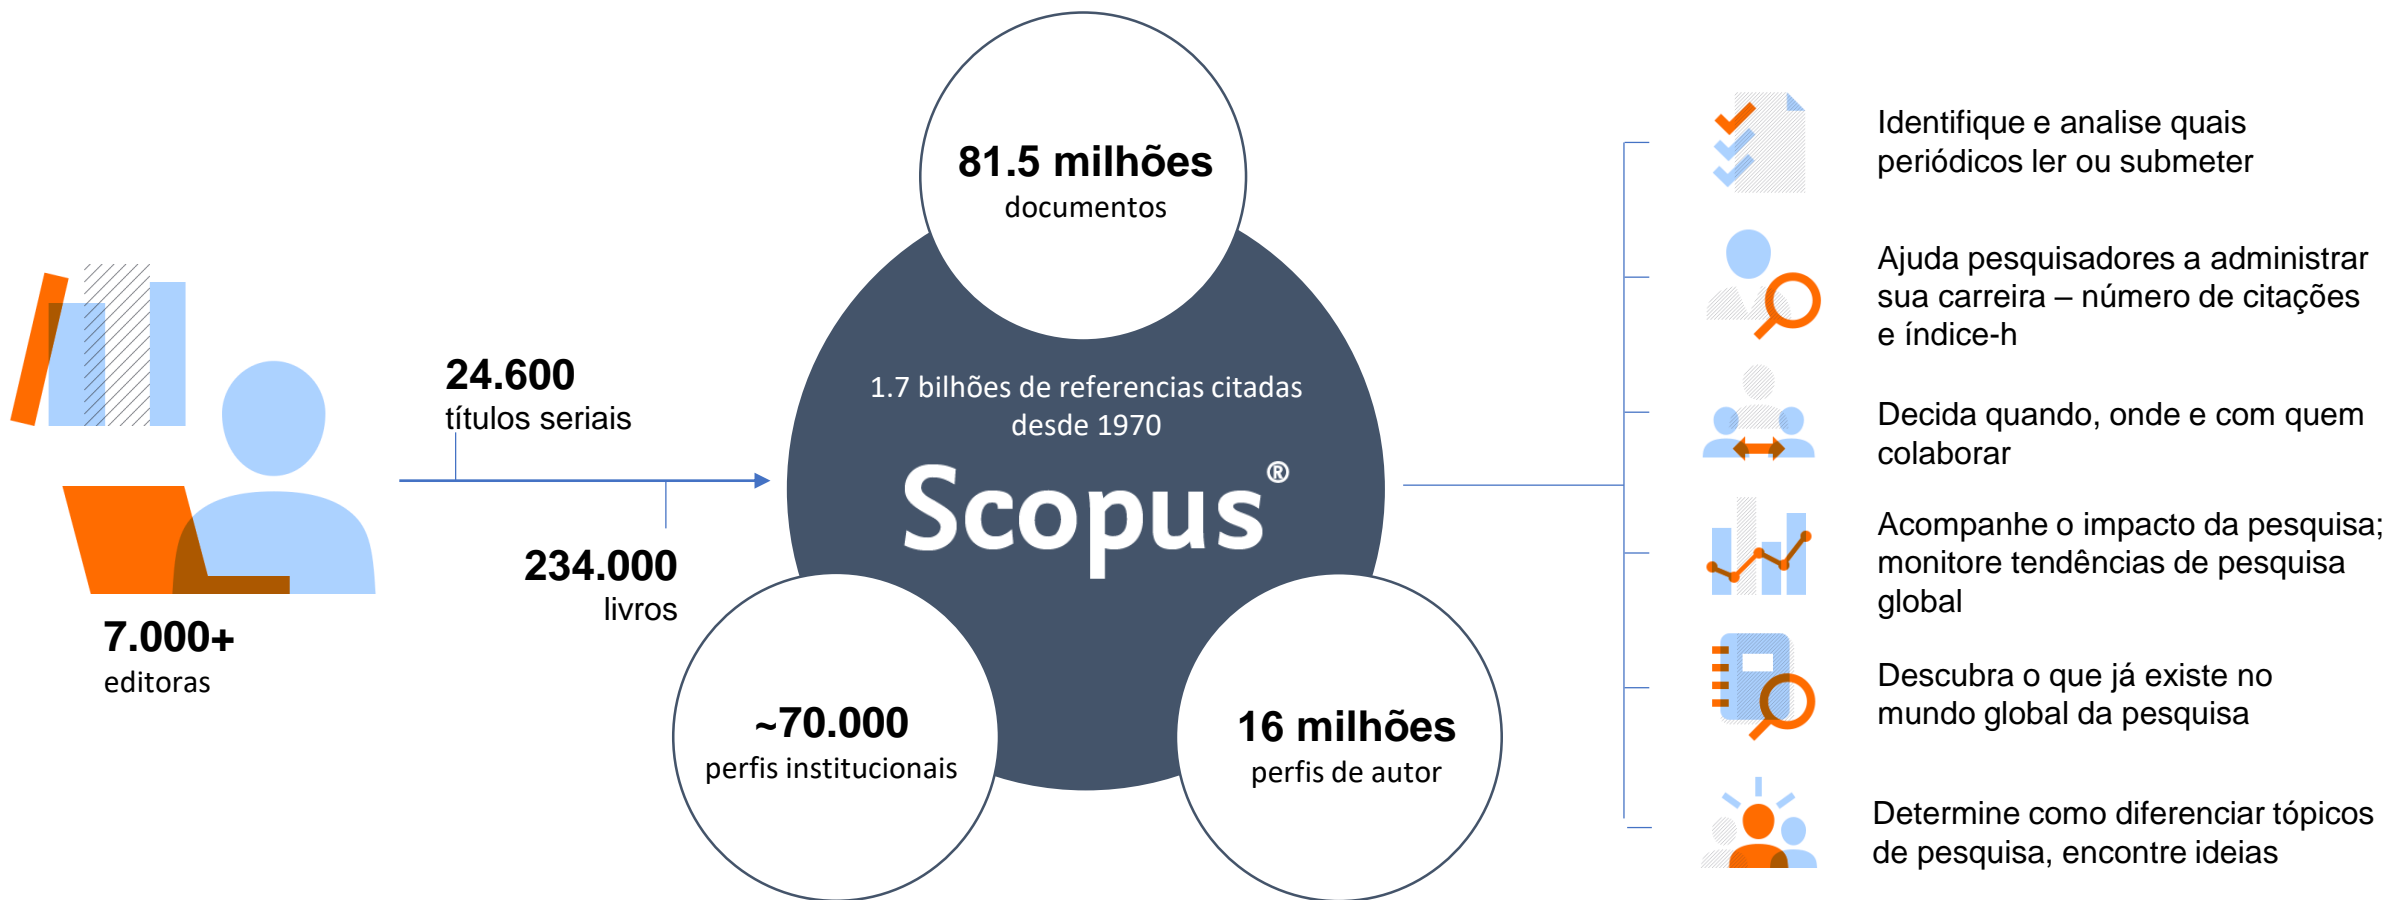 7.000+
editoras
24.600
títulos seriais
234.000
livros
81.5 milhões
documentos
1.7 bilhões de referencias citadas
desde 1970
Scopus®
~70.000
perfis institucionais
16 milhões
perfis de autor
Identifique e analise quais
periódicos ler ou submeter
Ajuda pesquisadores a administrar
sua carreira – número de citações
e índice-h
Decida quando, onde e com quem
colaborar
Acompanhe o impacto da pesquisa;
monitore tendências de pesquisa
global
Descubra o que já existe no
mundo global da pesquisa
Determine como diferenciar tópicos
de pesquisa, encontre ideias